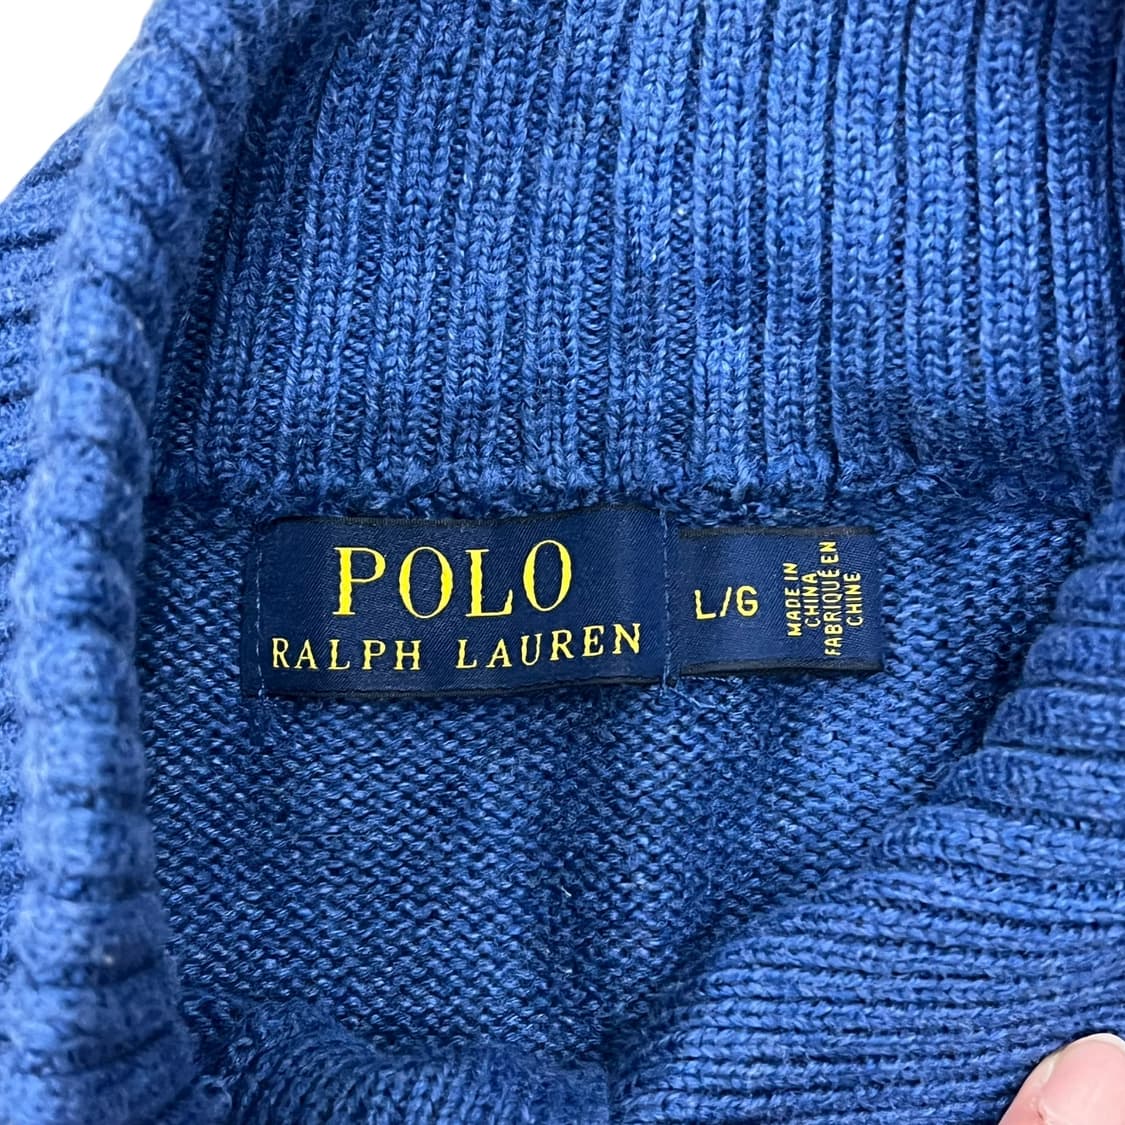 POLO
RALPH LAUREN
L/G
MADE IN
CHINA
FABRIQUÉ EN
CHINE